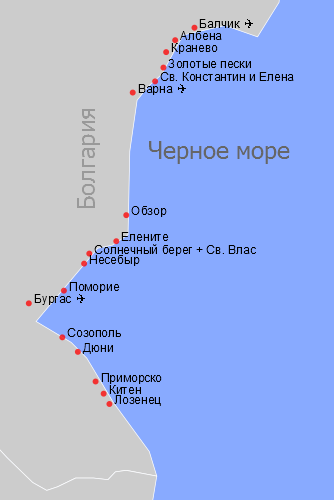 Балчик ✈
Албена
Кранево
Золотые пески
Св. Константин и Елена
Варна ✈
Болгария
Черное море
Обзор
Елените
Солнечный берег + Св. Влас
Несебыр
Поморие
Бургас ✈
Созополь
Дюни
Приморско
Китен
Лозенец